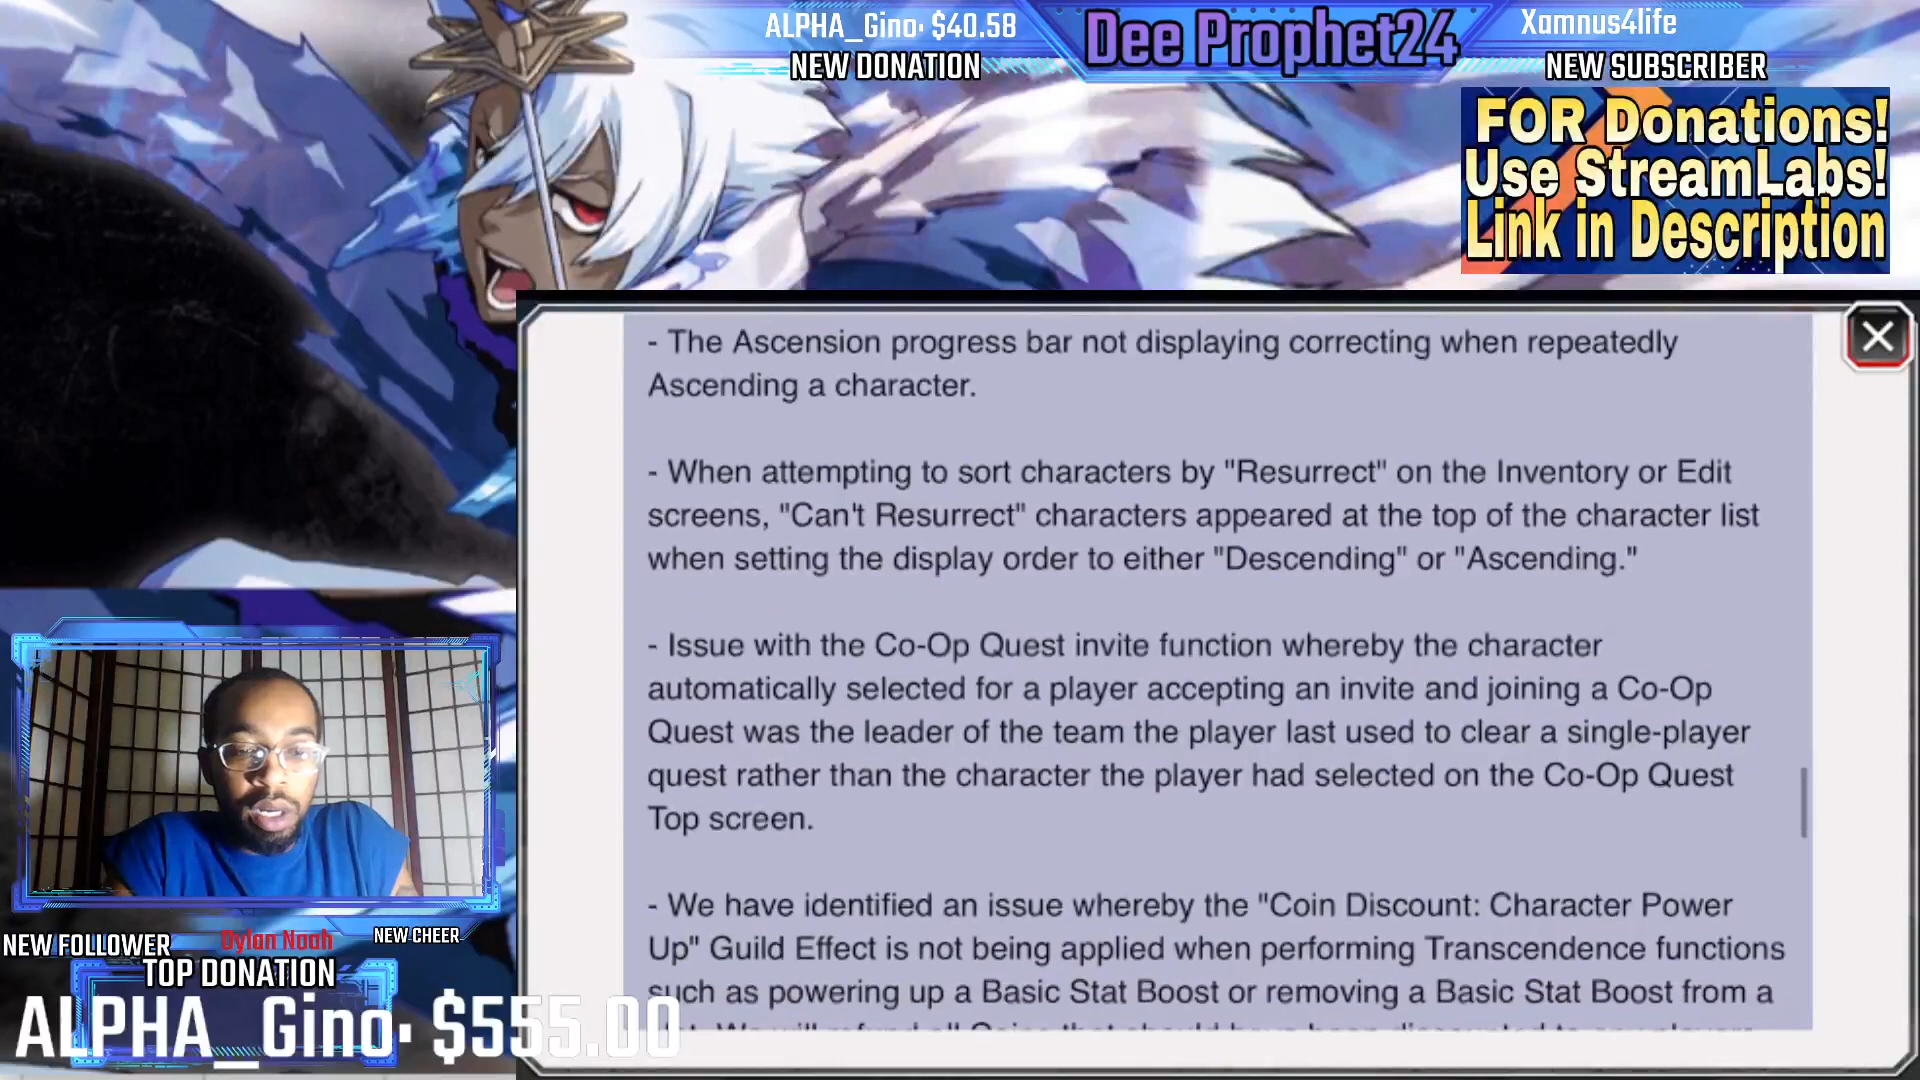 ALPHA_Gino: $40.58
NEW DONATION
Dee Prophet24
Xamnus4life
NEW SUBSCRIBER
FOR Donations!
Use StreamLabs!
Link in Description
- The Ascension progress bar not displaying correcting when repeatedly
Ascending a character.
- When attempting to sort characters by "Resurrect" on the Inventory or Edit
screens, "Can't Resurrect" characters appeared at the top of the character list
when setting the display order to either "Descending" or "Ascending."
- Issue with the Co-Op Quest invite function whereby the character
automatically selected for a player accepting an invite and joining a Co-Op
Quest was the leader of the team the player last used to clear a single-player
quest rather than the character the player had selected on the Co-Op Quest
Top screen.
- We have identified an issue whereby the "Coin Discount: Character Power
Up" Guild Effect is not being applied when performing Transcendence functions
such as powering up a Basic Stat Boost or removing a Basic Stat Boost from a
NEW FOLLOWER
Dylan Noah
NEW CHEER
TOP DONATION
ALPHA_Gino: $555.00